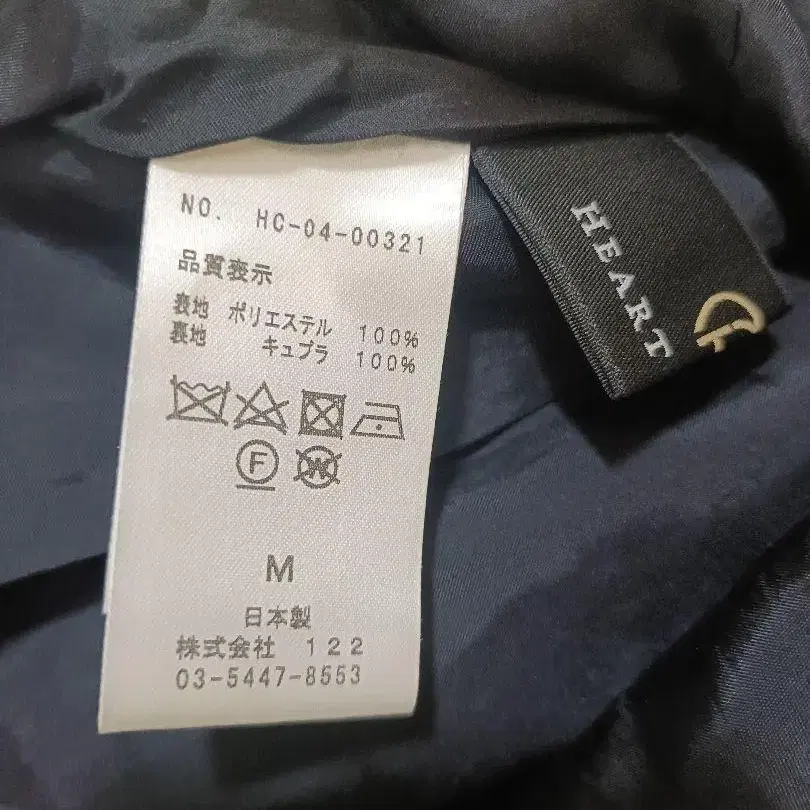 NO. HC-04-00321
品質表示
表地 ポリエステル 100%
裏地 キュプラ 100%
F
W
M
日本製
株式会社 122
03-5447-8553
HEART